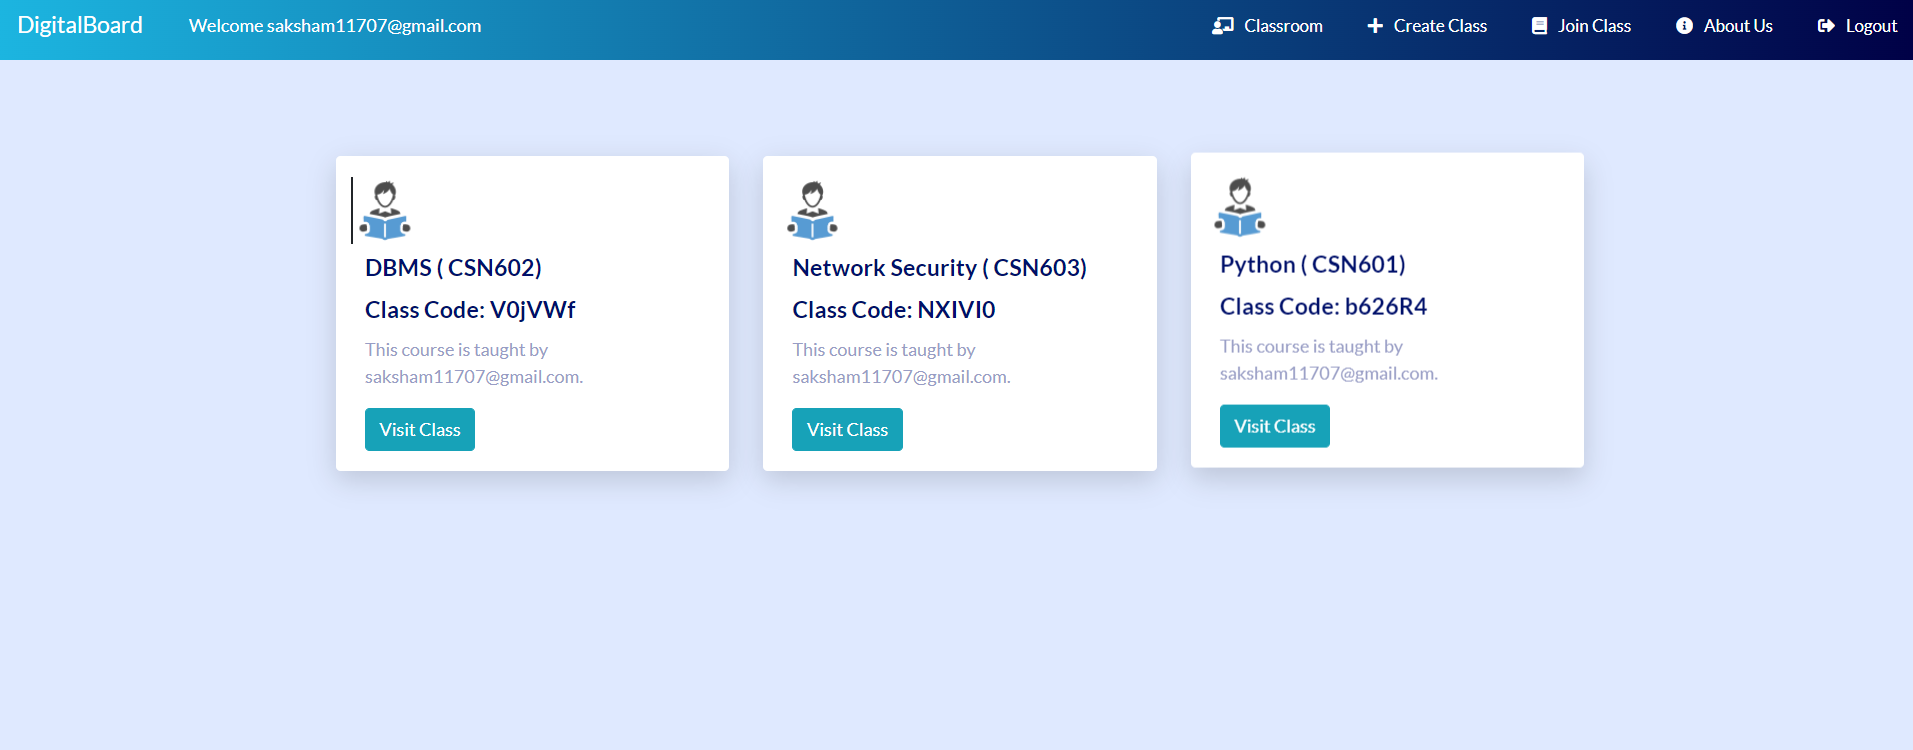 DigitalBoard Welcome saksham11707@gmail.com Classroom Create Class Join Class About Us Logout
DBMS ( CSN602)
Class Code: V0jVWf
This course is taught by
saksham11707@gmail.com.
Visit Class
Network Security ( CSN603)
Class Code: NXIVI0
This course is taught by
saksham11707@gmail.com.
Visit Class
Python ( CSN601)
Class Code: b626R4
This course is taught by
saksham11707@gmail.com.
Visit Class